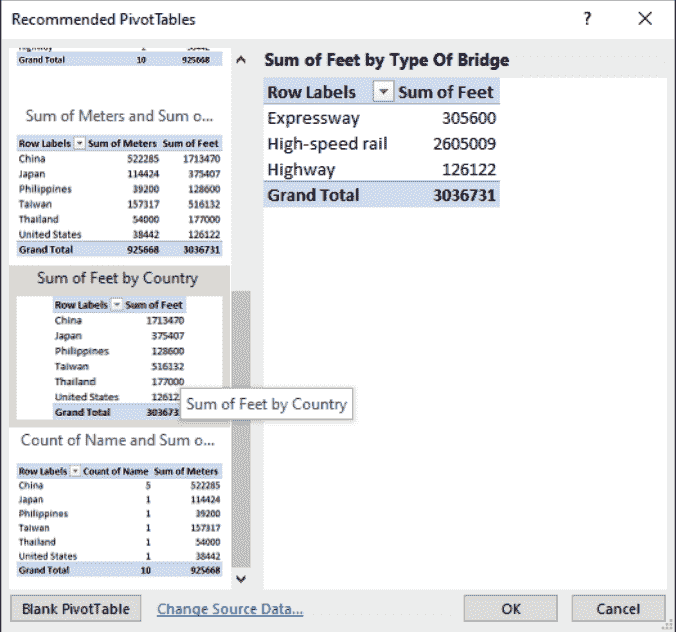 Recommended PivotTables ? X
Highway 1 38442
Grand Total 10 925668
Sum of Meters and Sum o...
Row Labels Sum of Meters Sum of Feet
China 522285 1713470
Japan 114424 375407
Philippines 39200 128600
Taiwan 157317 516132
Thailand 54000 177000
United States 38442 126122
Grand Total 925668 3036731
Sum of Feet by Country
Row Labels Sum of Feet
China 1713470
Japan 375407
Philippines 128600
Taiwan 516132
Thailand 177000
United States 12612
Grand Total 303673
Sum of Feet by Country
Count of Name and Sum o...
Row Labels Count of Name Sum of Meters
China 5 522285
Japan 1 114424
Philippines 1 39200
Taiwan 1 157317
Thailand 1 54000
United States 1 38442
Grand Total 10 925668
Sum of Feet by Type Of Bridge
Row Labels Sum of Feet
Expressway 305600
High-speed rail 2605009
Highway 126122
Grand Total 3036731
Blank PivotTable Change Source Data... OK Cancel